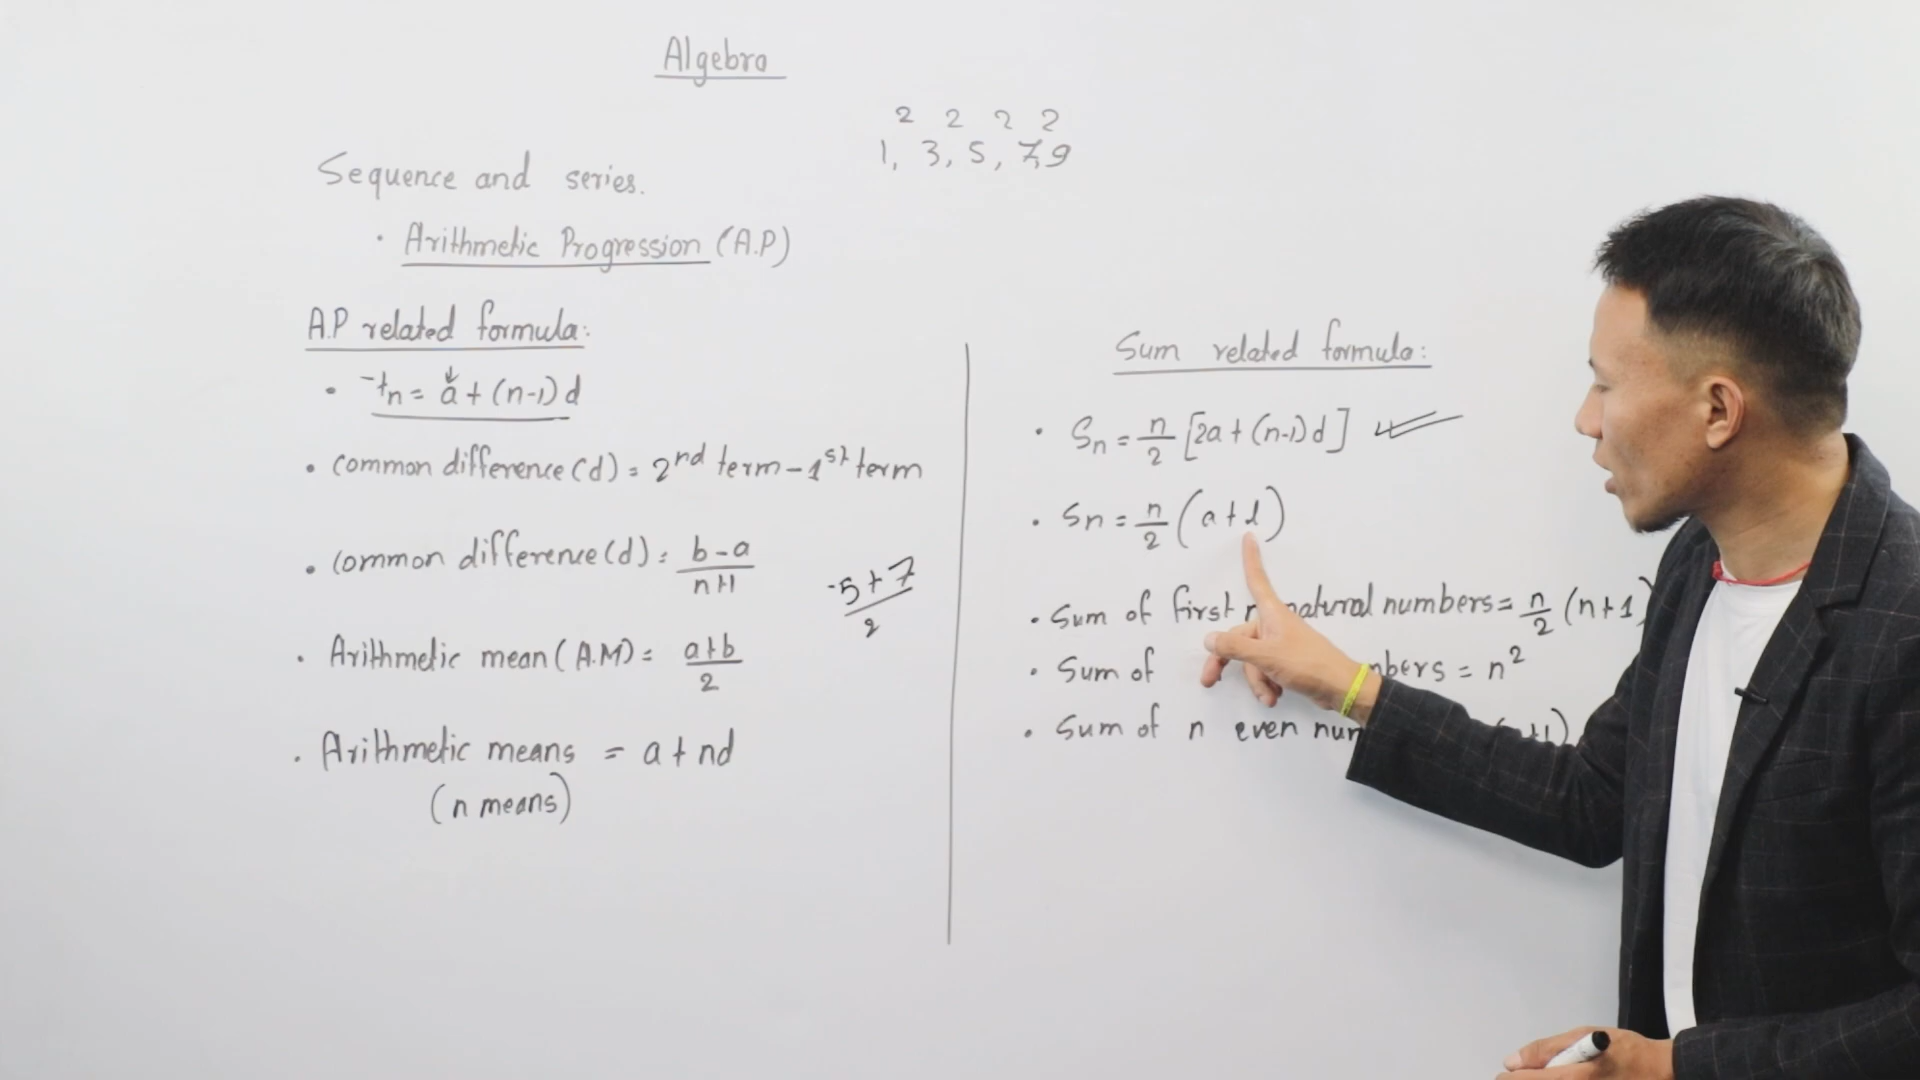 Algebra
2 2 2 2
1, 3, 5, 7, 9
Sequence and series.
• Arithmetic Progression (A.P)
A.P related formula:
• tn = a + (n-1) d
• common difference (d) = 2nd term - 1st term
• common difference (d) = b-a / n+1
-5+7 / 2
• Arithmetic mean (A.M) = a+b / 2
• Arithmetic means = a + nd
(n means)
Sum related formula:
• Sn = n/2 [2a + (n-1) d]
• Sn = n/2 (a + l)
• Sum of first natural numbers = n/2 (n+1)
• Sum of = n²
• Sum of n even